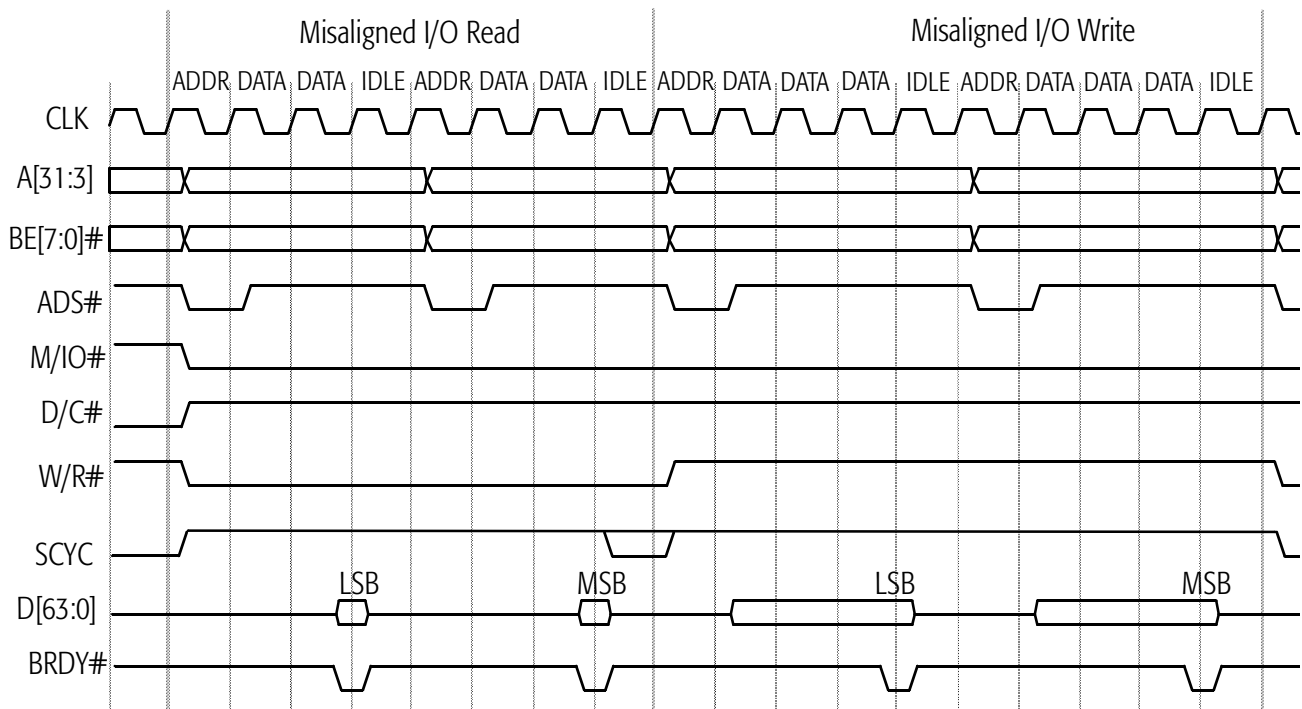 Misaligned I/O Read Misaligned I/O Write
ADDR DATA DATA IDLE ADDR DATA DATA IDLE ADDR DATA DATA DATA IDLE ADDR DATA DATA DATA IDLE
CLK
A[31:3]
BE[7:0]#
ADS#
M/IO#
D/C#
W/R#
SCYC
LSB MSB LSB MSB
D[63:0]
BRDY#